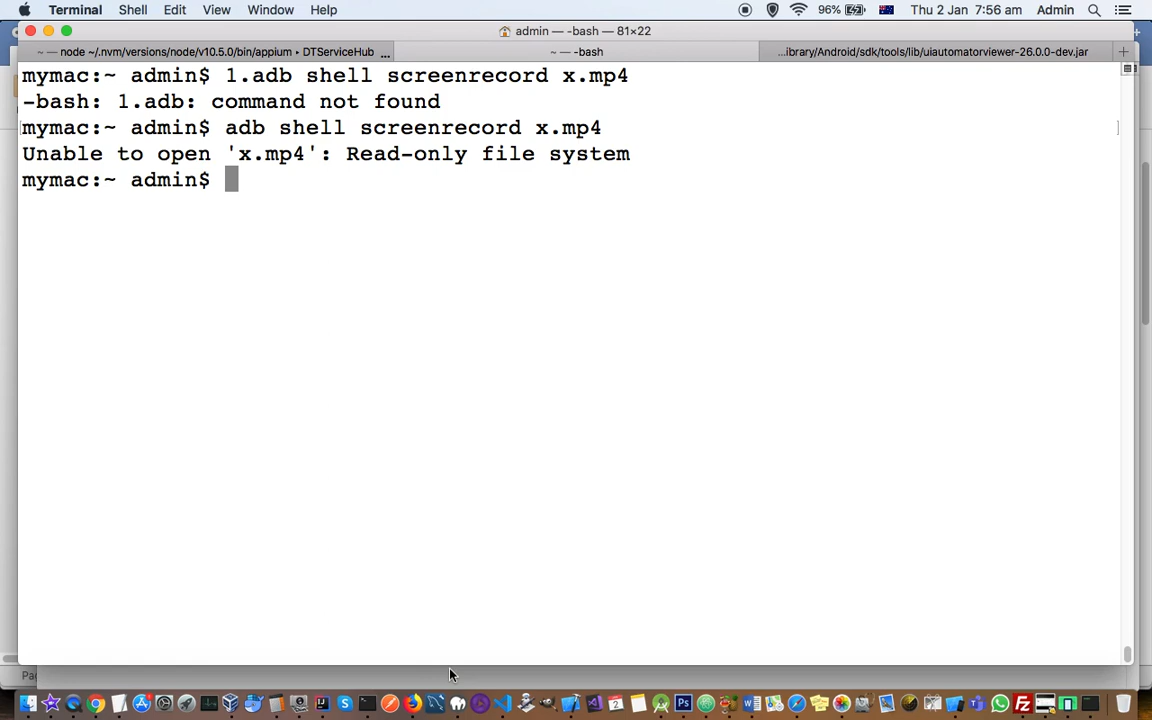 Terminal Shell Edit View Window Help 96% Thu 2 Jan 7:56 am Admin
admin — -bash — 81×22
~ — node ~/.nvm/versions/node/v10.5.0/bin/appium ▸ DTServiceHub ...
~ — -bash
...ibrary/Android/sdk/tools/lib/uiautomatorviewer-26.0.0-dev.jar
mymac:~ admin$ 1.adb shell screenrecord x.mp4
-bash: 1.adb: command not found
mymac:~ admin$ adb shell screenrecord x.mp4
Unable to open 'x.mp4': Read-only file system
mymac:~ admin$
Pag